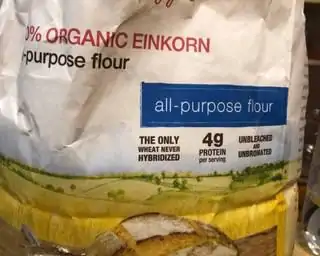 0% ORGANIC EINKORN
-purpose flour
all-purpose flour
THE ONLY
WHEAT NEVER
HYBRIDIZED
4g
PROTEIN
per serving
UNBLEACHED
AND
UNBROMATED